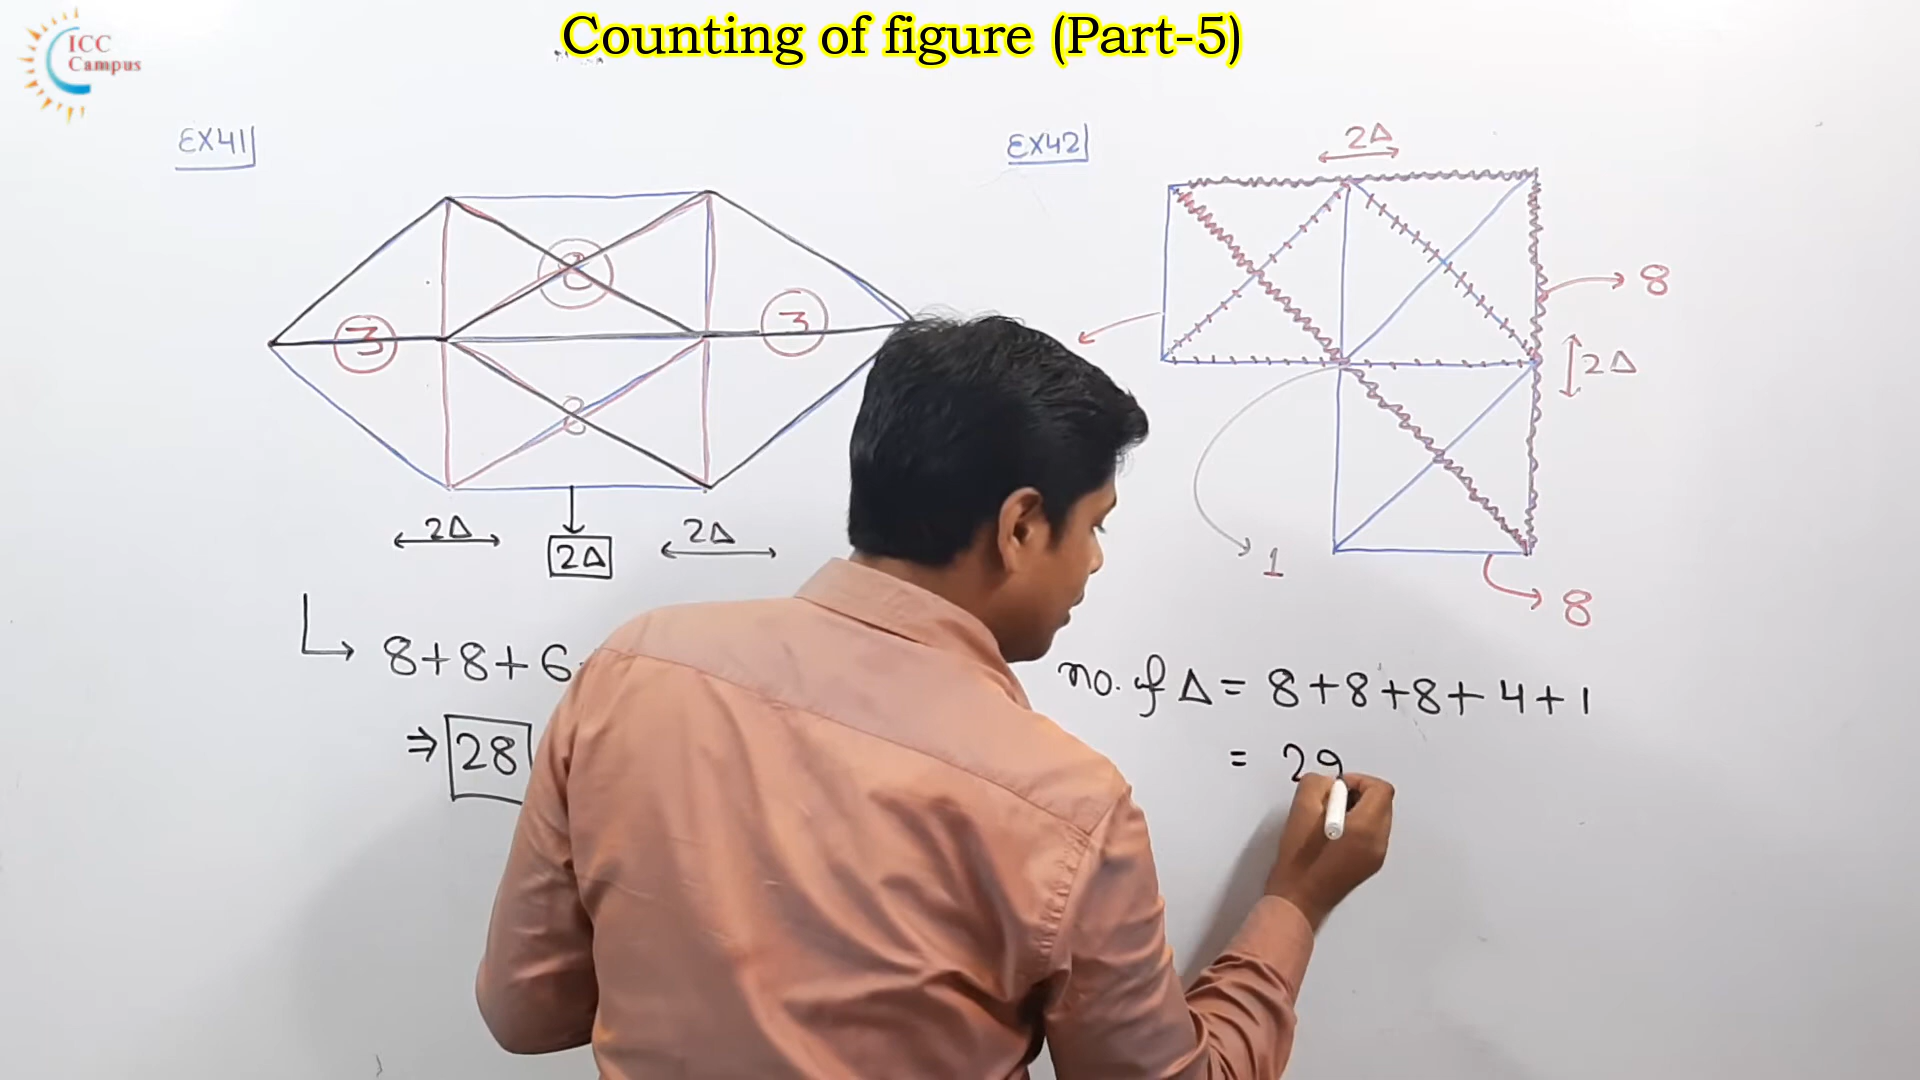 Counting of figure (Part-5)
ICC
Campus
EX41
8
3
3
8
2Δ
2Δ
2Δ
8+8+6
⇒ 28
EX42
2Δ
8
2Δ
1
8
no. of Δ = 8+8+8+4+1
= 29